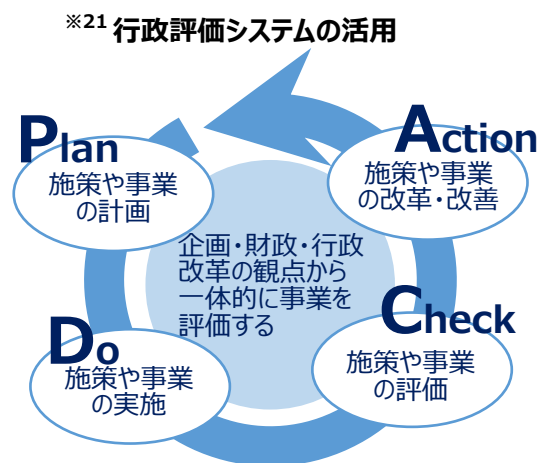 ※21 行政評価システムの活用
Plan
施策や事業
の計画
Action
施策や事業
の改革・改善
企画・財政・行政
改革の観点から
一体的に事業を
評価する
Do
施策や事業
の実施
Check
施策や事業
の評価